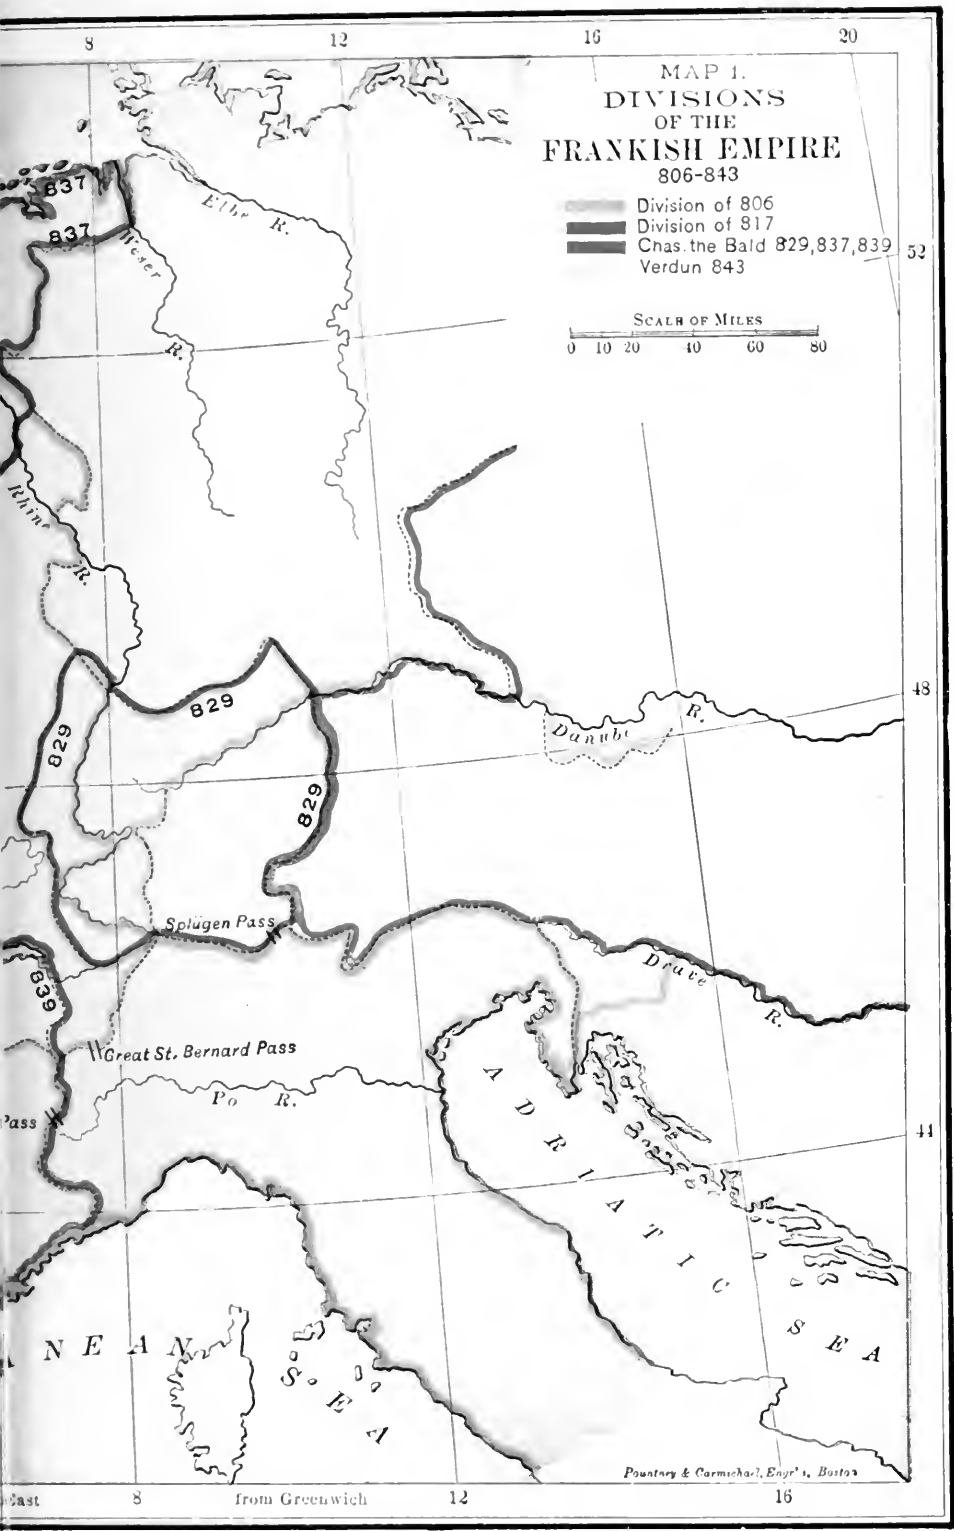 8 12 16 20
MAP 1.
DIVISIONS
OF THE
FRANKISH EMPIRE
806-843
Division of 806
Division of 817
Chas. the Bald 829,837,839
Verdun 843
SCALE OF MILES
0 10 20 40 60 80
837
837
Elbe R.
Weser
R.
52
Rhine
R.
829
829
829
48
Danube
R.
Splügen Pass
Drave
R.
839
Great St. Bernard Pass
Po R.
Pass
44
ADRIATIC
SEA
NEAN
SEA
Pountney & Carmichael, Engr's, Boston
East 8 from Greenwich 12 16